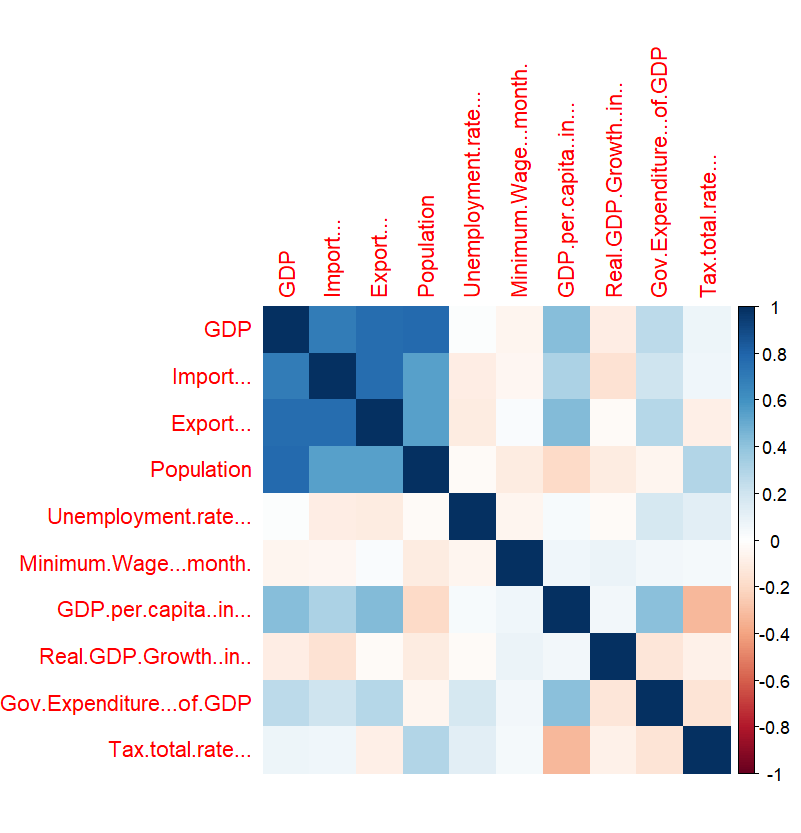 GDP
Import...
Export...
Population
Unemployment.rate...
Minimum.Wage...month.
GDP.per.capita..in...
Real.GDP.Growth..in..
Gov.Expenditure...of.GDP
Tax.total.rate...
GDP
Import...
Export...
Population
Unemployment.rate...
Minimum.Wage...month.
GDP.per.capita..in...
Real.GDP.Growth..in..
Gov.Expenditure...of.GDP
Tax.total.rate...
1
0.8
0.6
0.4
0.2
0
-0.2
-0.4
-0.6
-0.8
-1